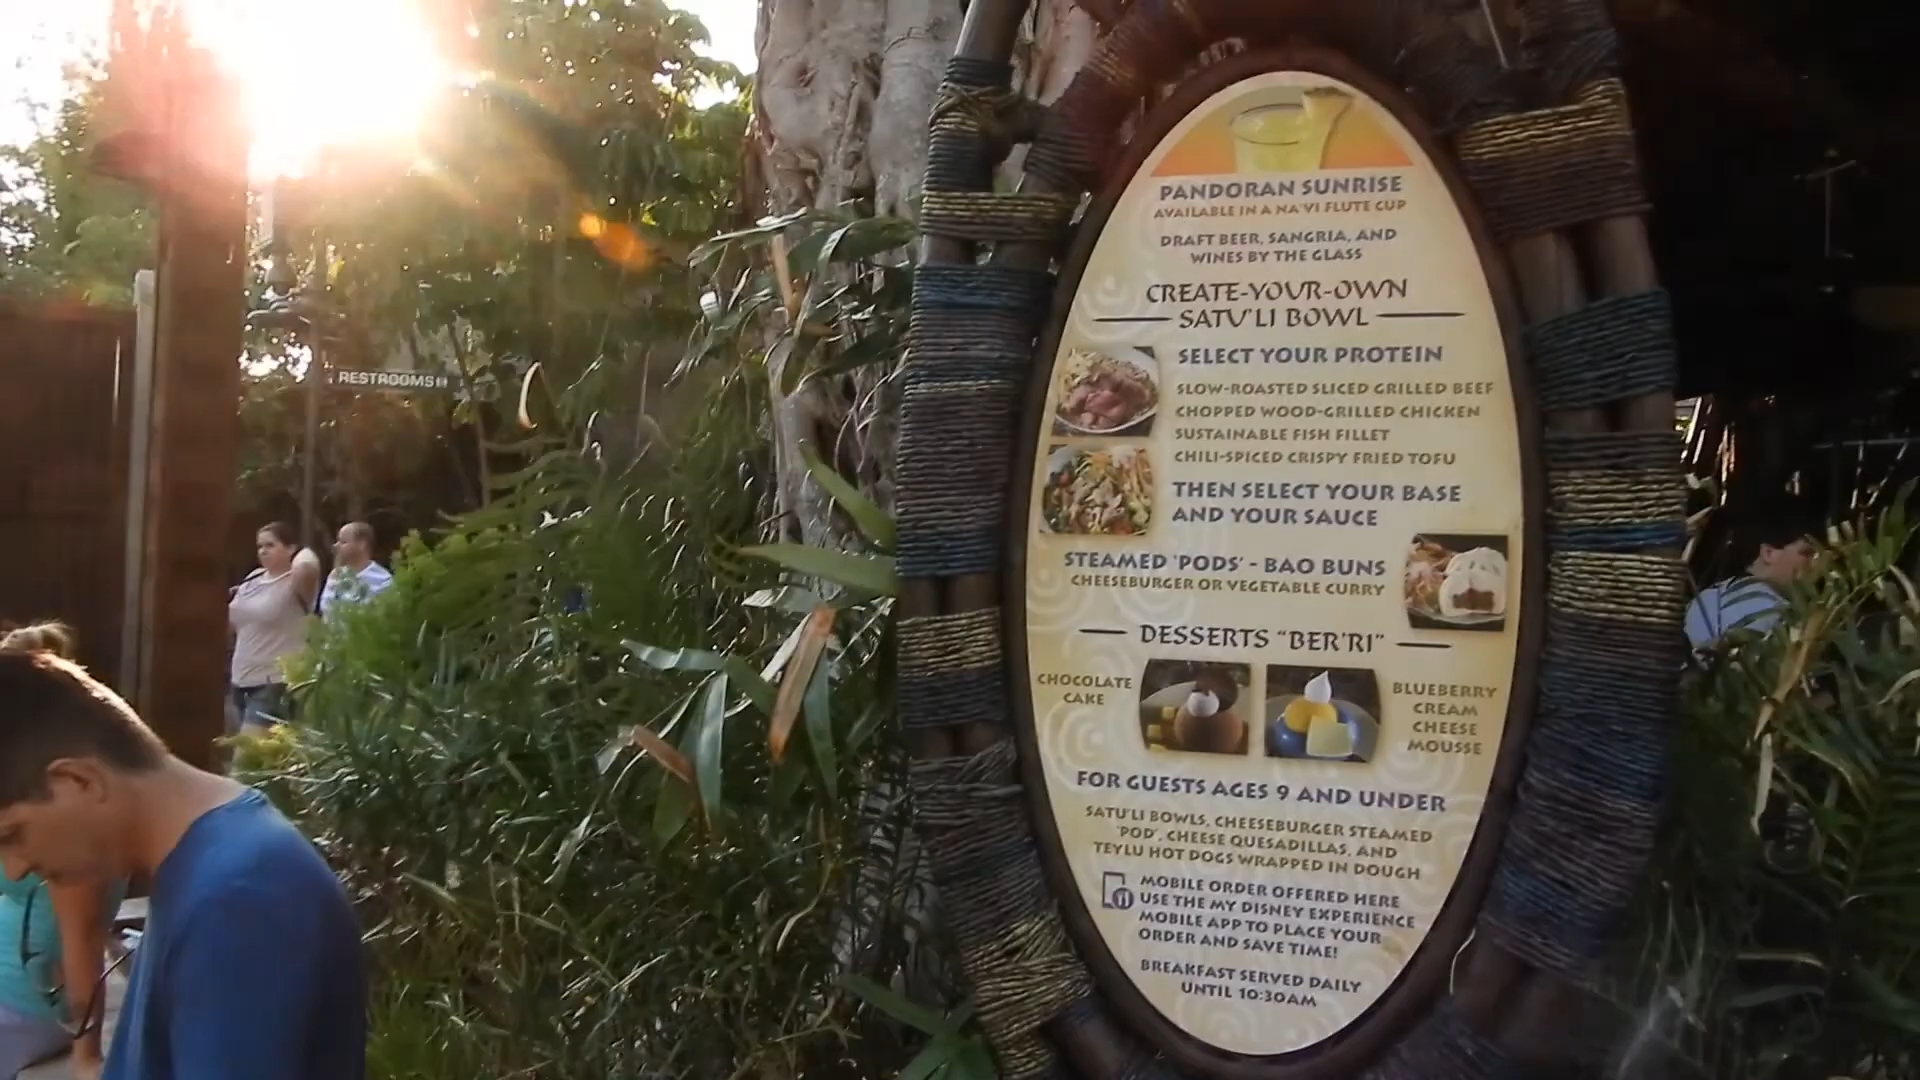 RESTROOMS
PANDORAN SUNRISE
AVAILABLE IN A NA'VI FLUTE CUP
DRAFT BEER, SANGRIA, AND
WINES BY THE GLASS
CREATE-YOUR-OWN
SATU'LI BOWL
SELECT YOUR PROTEIN
SLOW-ROASTED SLICED GRILLED BEEF
CHOPPED WOOD-GRILLED CHICKEN
SUSTAINABLE FISH FILLET
CHILI-SPICED CRISPY FRIED TOFU
THEN SELECT YOUR BASE
AND YOUR SAUCE
STEAMED 'PODS' - BAO BUNS
CHEESEBURGER OR VEGETABLE CURRY
DESSERTS "BER'RI"
CHOCOLATE
CAKE
BLUEBERRY
CREAM
CHEESE
MOUSSE
FOR GUESTS AGES 9 AND UNDER
SATU'LI BOWLS, CHEESEBURGER STEAMED
'POD', CHEESE QUESADILLAS, AND
TEYLU HOT DOGS WRAPPED IN DOUGH
MOBILE ORDER OFFERED HERE
USE THE MY DISNEY EXPERIENCE
MOBILE APP TO PLACE YOUR
ORDER AND SAVE TIME!
BREAKFAST SERVED DAILY
UNTIL 10:30AM